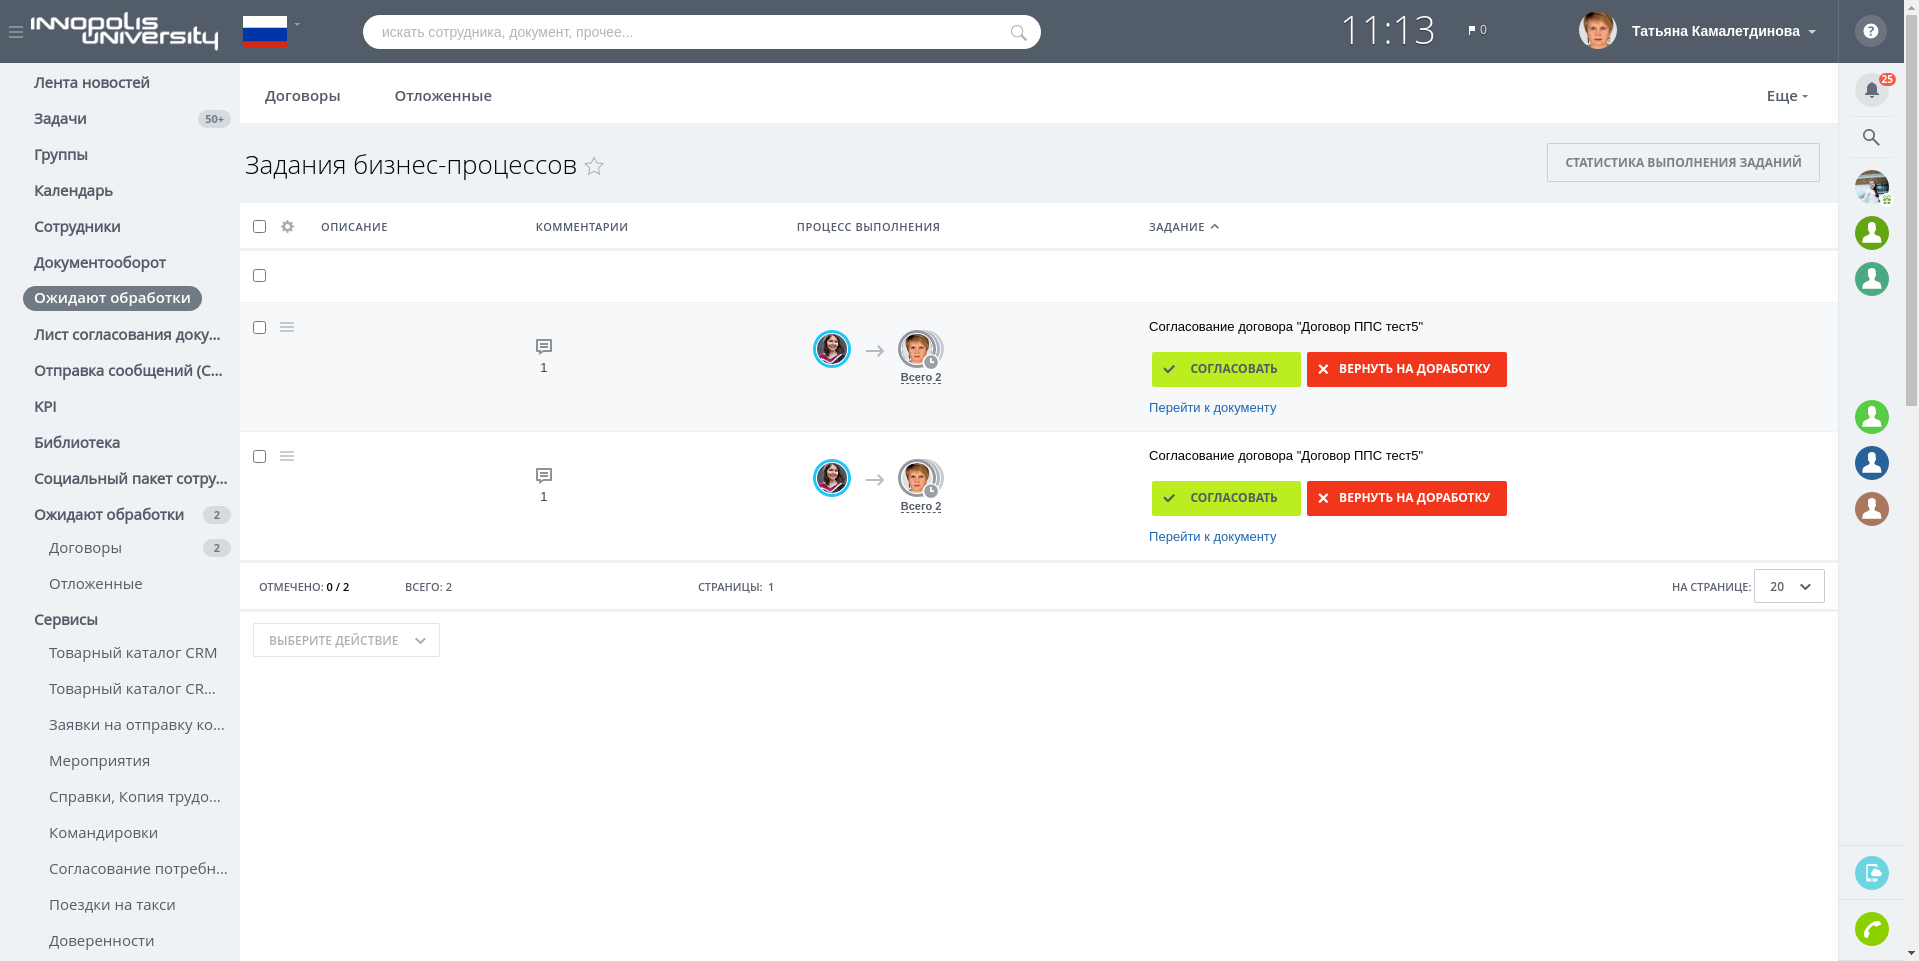 INNOPOLIS
UNIVERSITY
искать сотрудника, документ, прочее...
11:13
0
Татьяна Камалетдинова
?
25
Лента новостей
Задачи 50+
Группы
Календарь
Сотрудники
Документооборот
Ожидают обработки
Лист согласования доку...
Отправка сообщений (С...
KPI
Библиотека
Социальный пакет сотру...
Ожидают обработки 2
Договоры 2
Отложенные
Сервисы
Товарный каталог CRM
Товарный каталог CR...
Заявки на отправку ко...
Мероприятия
Справки, Копия трудо...
Командировки
Согласование потребн...
Поездки на такси
Доверенности
Договоры Отложенные Еще
Задания бизнес-процессов
СТАТИСТИКА ВЫПОЛНЕНИЯ ЗАДАНИЙ
ОПИСАНИЕ КОММЕНТАРИИ ПРОЦЕСС ВЫПОЛНЕНИЯ ЗАДАНИЕ
Согласование договора "Договор ППС тест5"
1
СОГЛАСОВАТЬ ВЕРНУТЬ НА ДОРАБОТКУ
Всего 2
Перейти к документу
Согласование договора "Договор ППС тест5"
1
СОГЛАСОВАТЬ ВЕРНУТЬ НА ДОРАБОТКУ
Всего 2
Перейти к документу
ОТМЕЧЕНО: 0 / 2 ВСЕГО: 2 СТРАНИЦЫ: 1 НА СТРАНИЦЕ: 20
ВЫБЕРИТЕ ДЕЙСТВИЕ